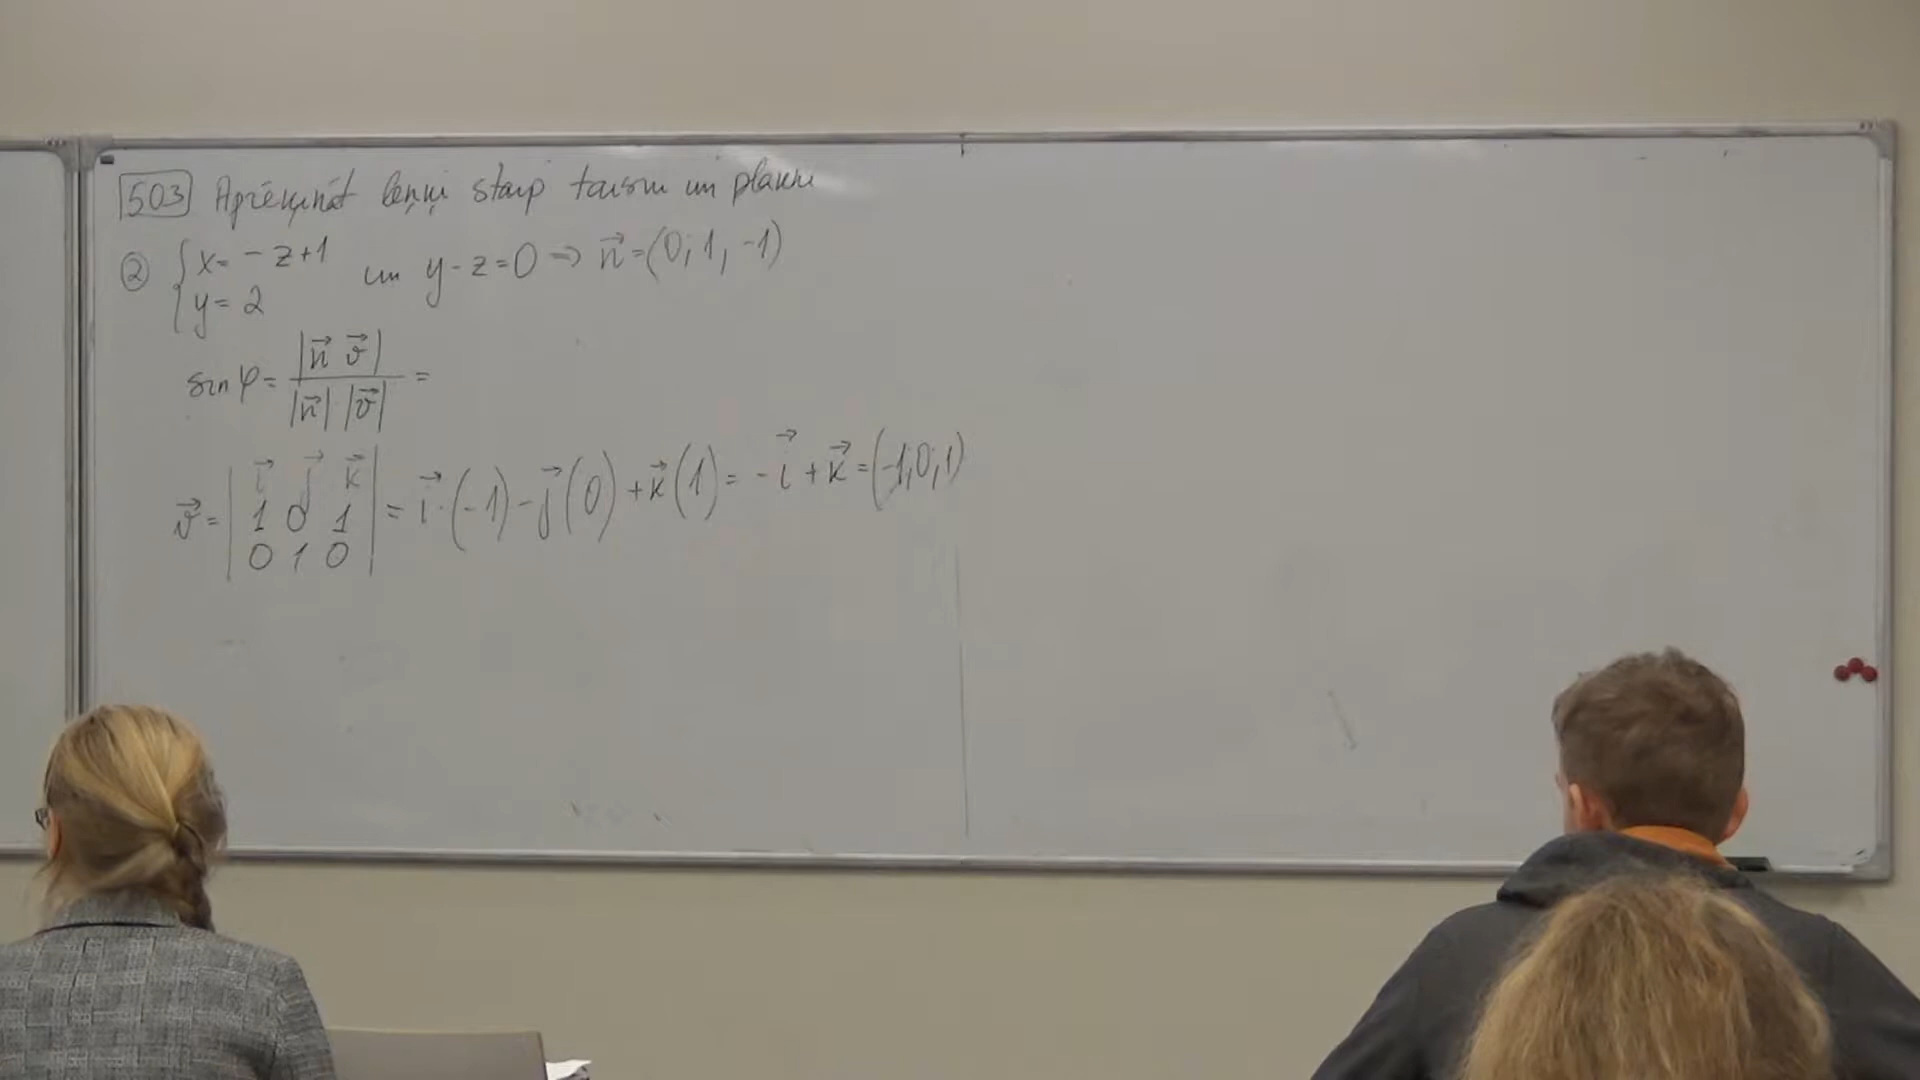 503 Aprēķināt leņķi starp taisni un plakni
② { x = - z + 1 un y - z = 0 ⇒ n⃗ = (0; 1, -1)
y = 2
sin φ = |n⃗ v⃗| / |n⃗| |v⃗| =
v⃗ = | i⃗ j⃗ k⃗ | = i⃗ · (-1) - j⃗ (0) + k⃗ (1) = - i⃗ + k⃗ = (-1; 0; 1)
1 0 1
0 1 0